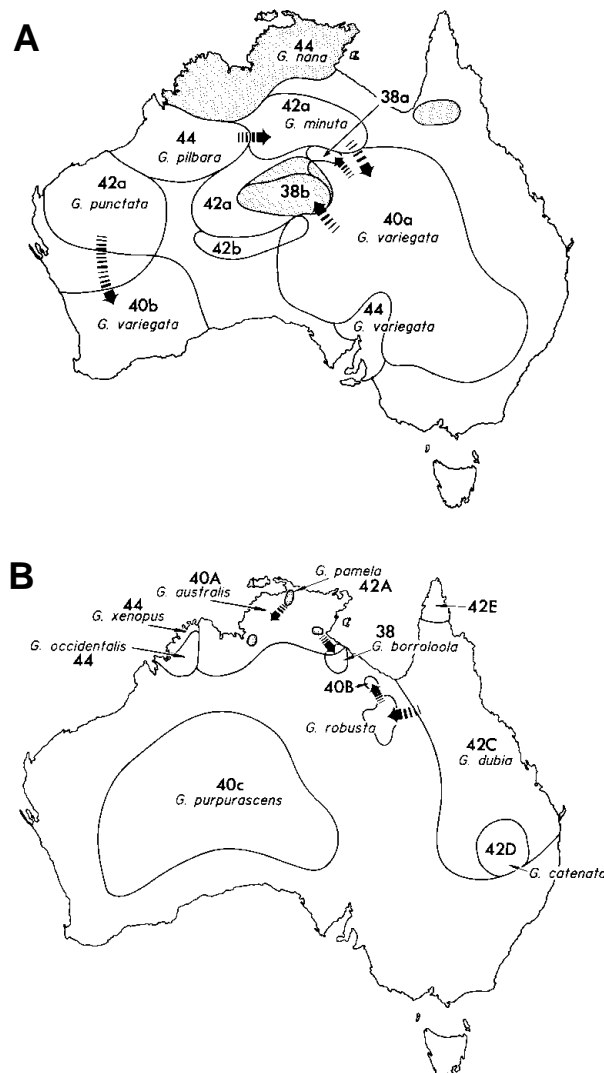 A
44
G. nana
38a
42a
G. minuta
44
G. pilbara
42a
G. punctata
42a
38b
40a
G. variegata
42b
40b
G. variegata
44
G. variegata
B
G. pamela
40A
G. australis
42A
44
G. xenopus
42E
G. occidentalis
44
38
G. borroloola
40B
G. robusta
42C
G. dubia
40c
G. purpurascens
42D
G. catenata